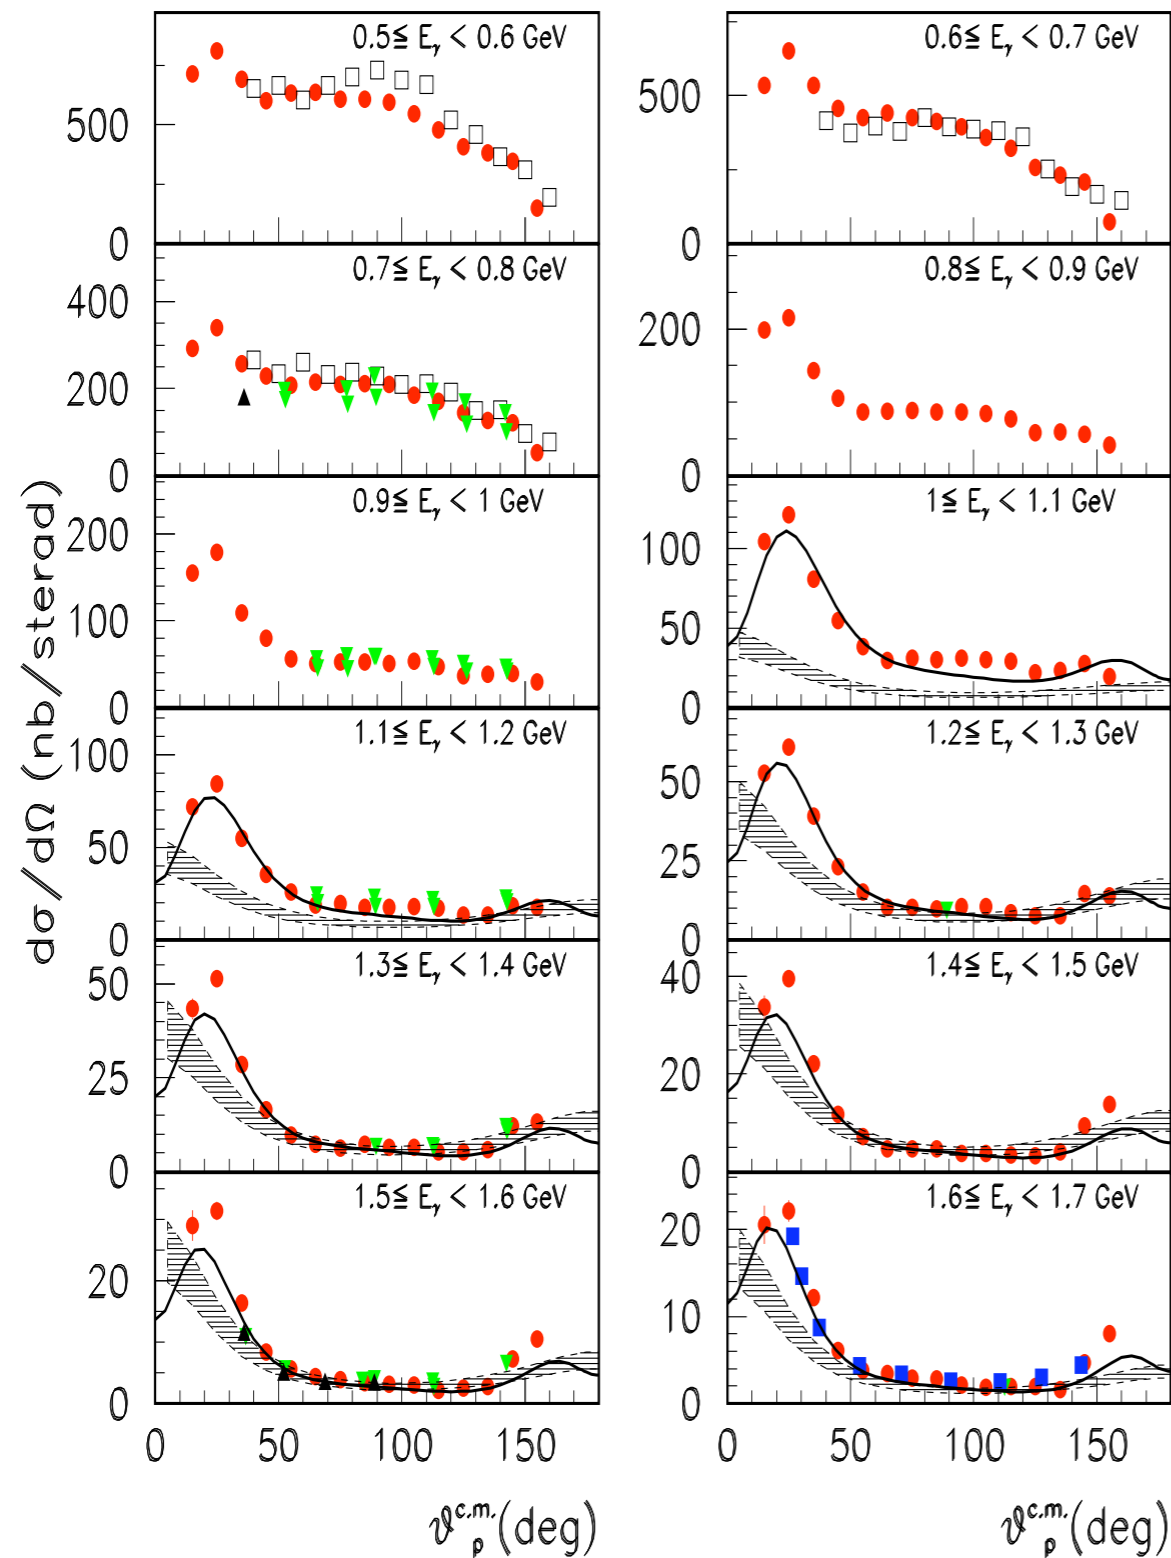 dσ/dΩ (nb/sterad)
0.5≦ Eγ < 0.6 GeV
500
0
0.6≦ Eγ < 0.7 GeV
500
0
0.7≦ Eγ < 0.8 GeV
400
200
0
0.8≦ Eγ < 0.9 GeV
200
0
0.9≦ Eγ < 1 GeV
200
100
0
1≦ Eγ < 1.1 GeV
100
50
0
1.1≦ Eγ < 1.2 GeV
100
50
0
1.2≦ Eγ < 1.3 GeV
50
25
0
1.3≦ Eγ < 1.4 GeV
50
25
0
1.4≦ Eγ < 1.5 GeV
40
20
0
1.5≦ Eγ < 1.6 GeV
20
0
1.6≦ Eγ < 1.7 GeV
20
10
0
0 50 100 150
0 50 100 150
ϑ_p^c.m. (deg)
ϑ_p^c.m. (deg)